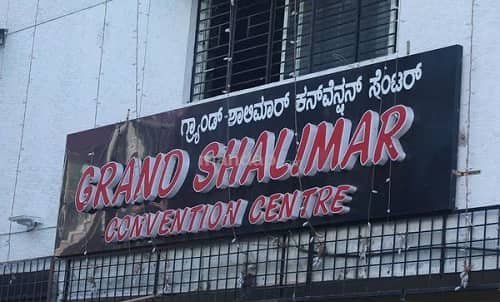 ಗ್ರ್ಯಾಂಡ್ ಶಾಲಿಮಾರ್ ಕನ್‌ವೆನ್ಷನ್ ಸೆಂಟರ್
GRAND SHALIMAR
CONVENTION CENTRE